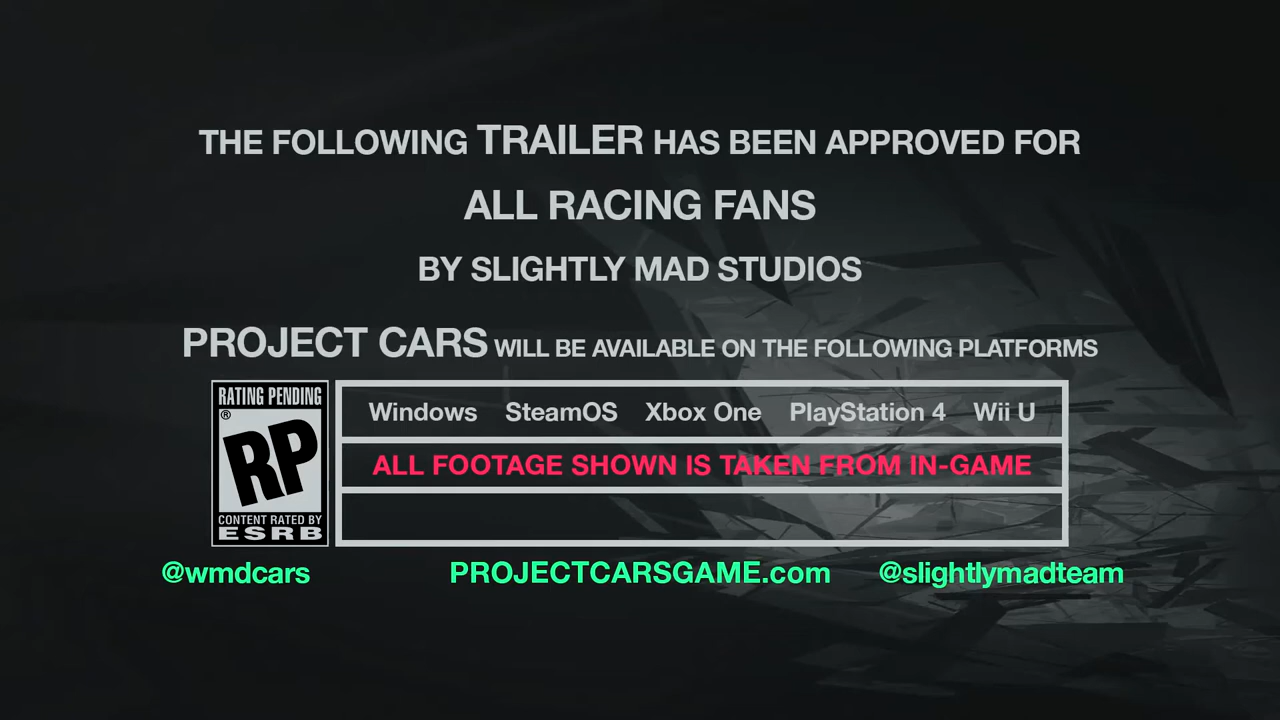 THE FOLLOWING TRAILER HAS BEEN APPROVED FOR
ALL RACING FANS
BY SLIGHTLY MAD STUDIOS
PROJECT CARS WILL BE AVAILABLE ON THE FOLLOWING PLATFORMS
RATING PENDING
®
RP
CONTENT RATED BY
ESRB
Windows SteamOS Xbox One PlayStation 4 Wii U
ALL FOOTAGE SHOWN IS TAKEN FROM IN-GAME
@wmdcars PROJECTCARSGAME.com @slightlymadteam